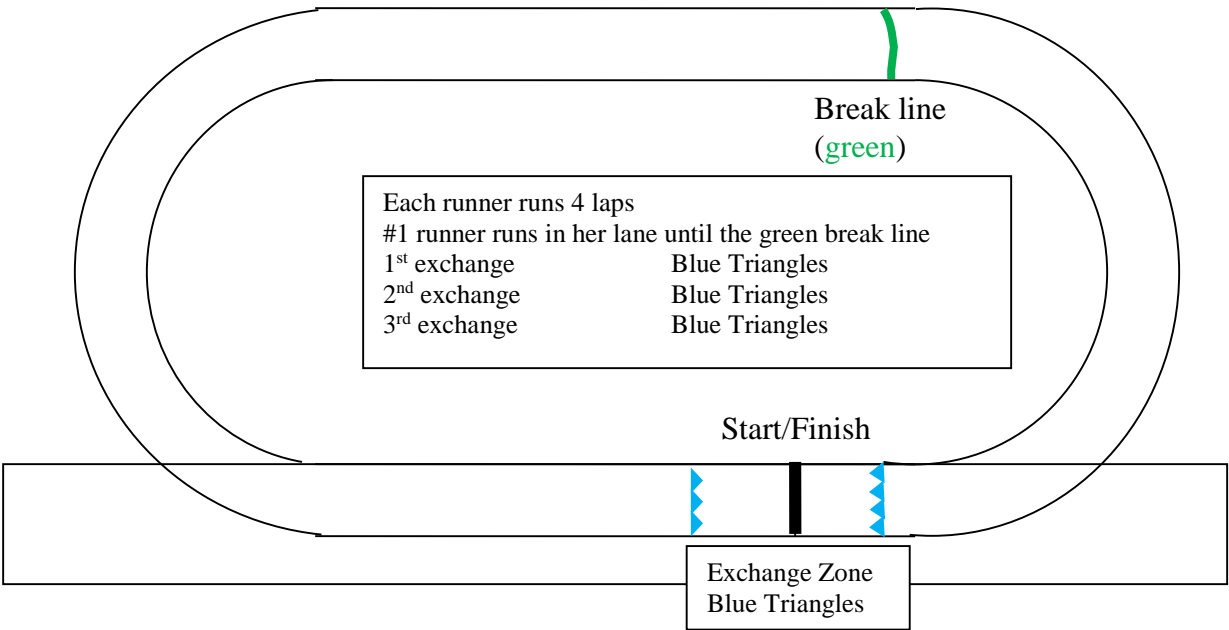 Break line
(green)
Each runner runs 4 laps
#1 runner runs in her lane until the green break line
1st exchange Blue Triangles
2nd exchange Blue Triangles
3rd exchange Blue Triangles
Start/Finish
Exchange Zone
Blue Triangles